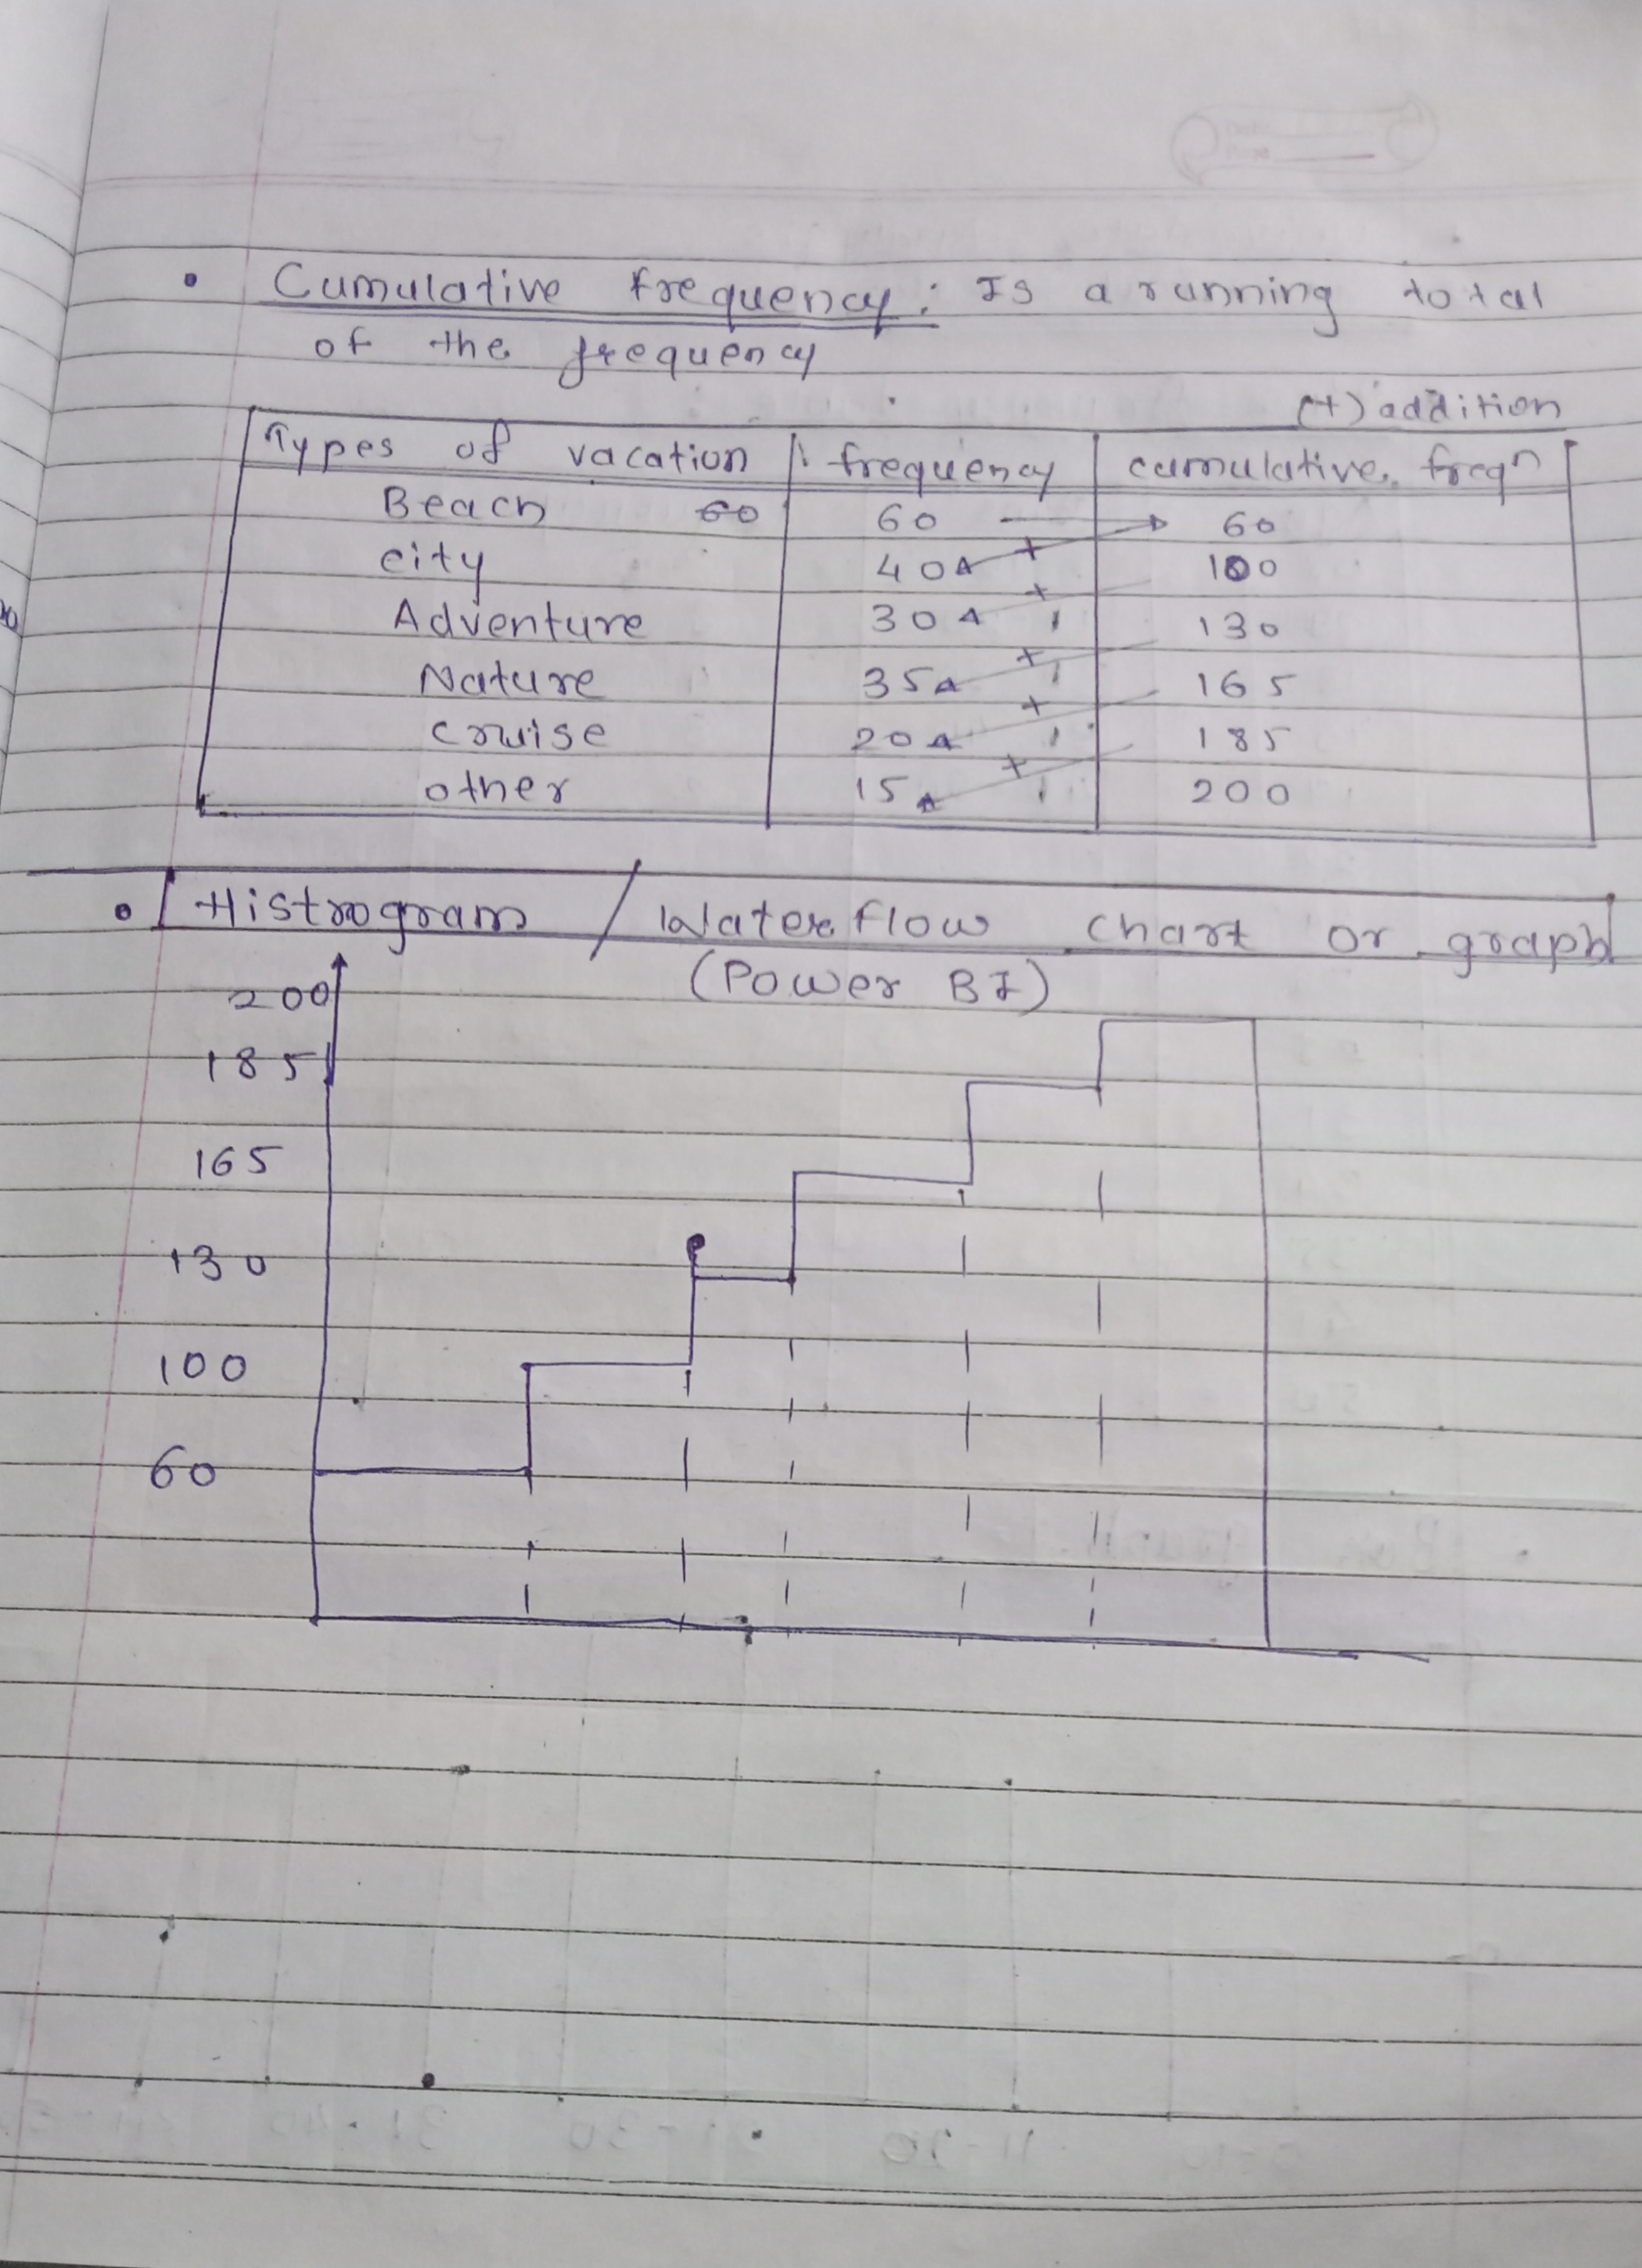 • Cumulative frequency: Is a running total
of the frequency
(+) addition
Types of vacation frequency cumulative freqn
Beach 60 60 60
city 40 + 100
Adventure 30 + 130
Nature 35 + 165
cruise 20 + 185
other 15 + 200
• Histrogram / Waterflow chart or graph
(Power BI)
200
185
165
130
100
60